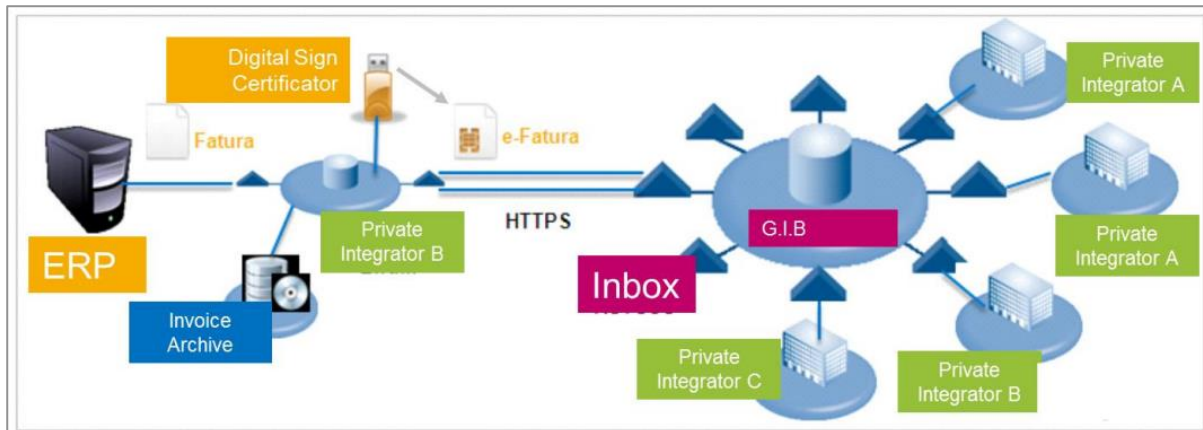 Digital Sign
Certificator
Fatura
e-Fatura
ERP
Private
Integrator B
HTTPS
Invoice
Archive
G.I.B
Inbox
Private
Integrator A
Private
Integrator A
Private
Integrator B
Private
Integrator C